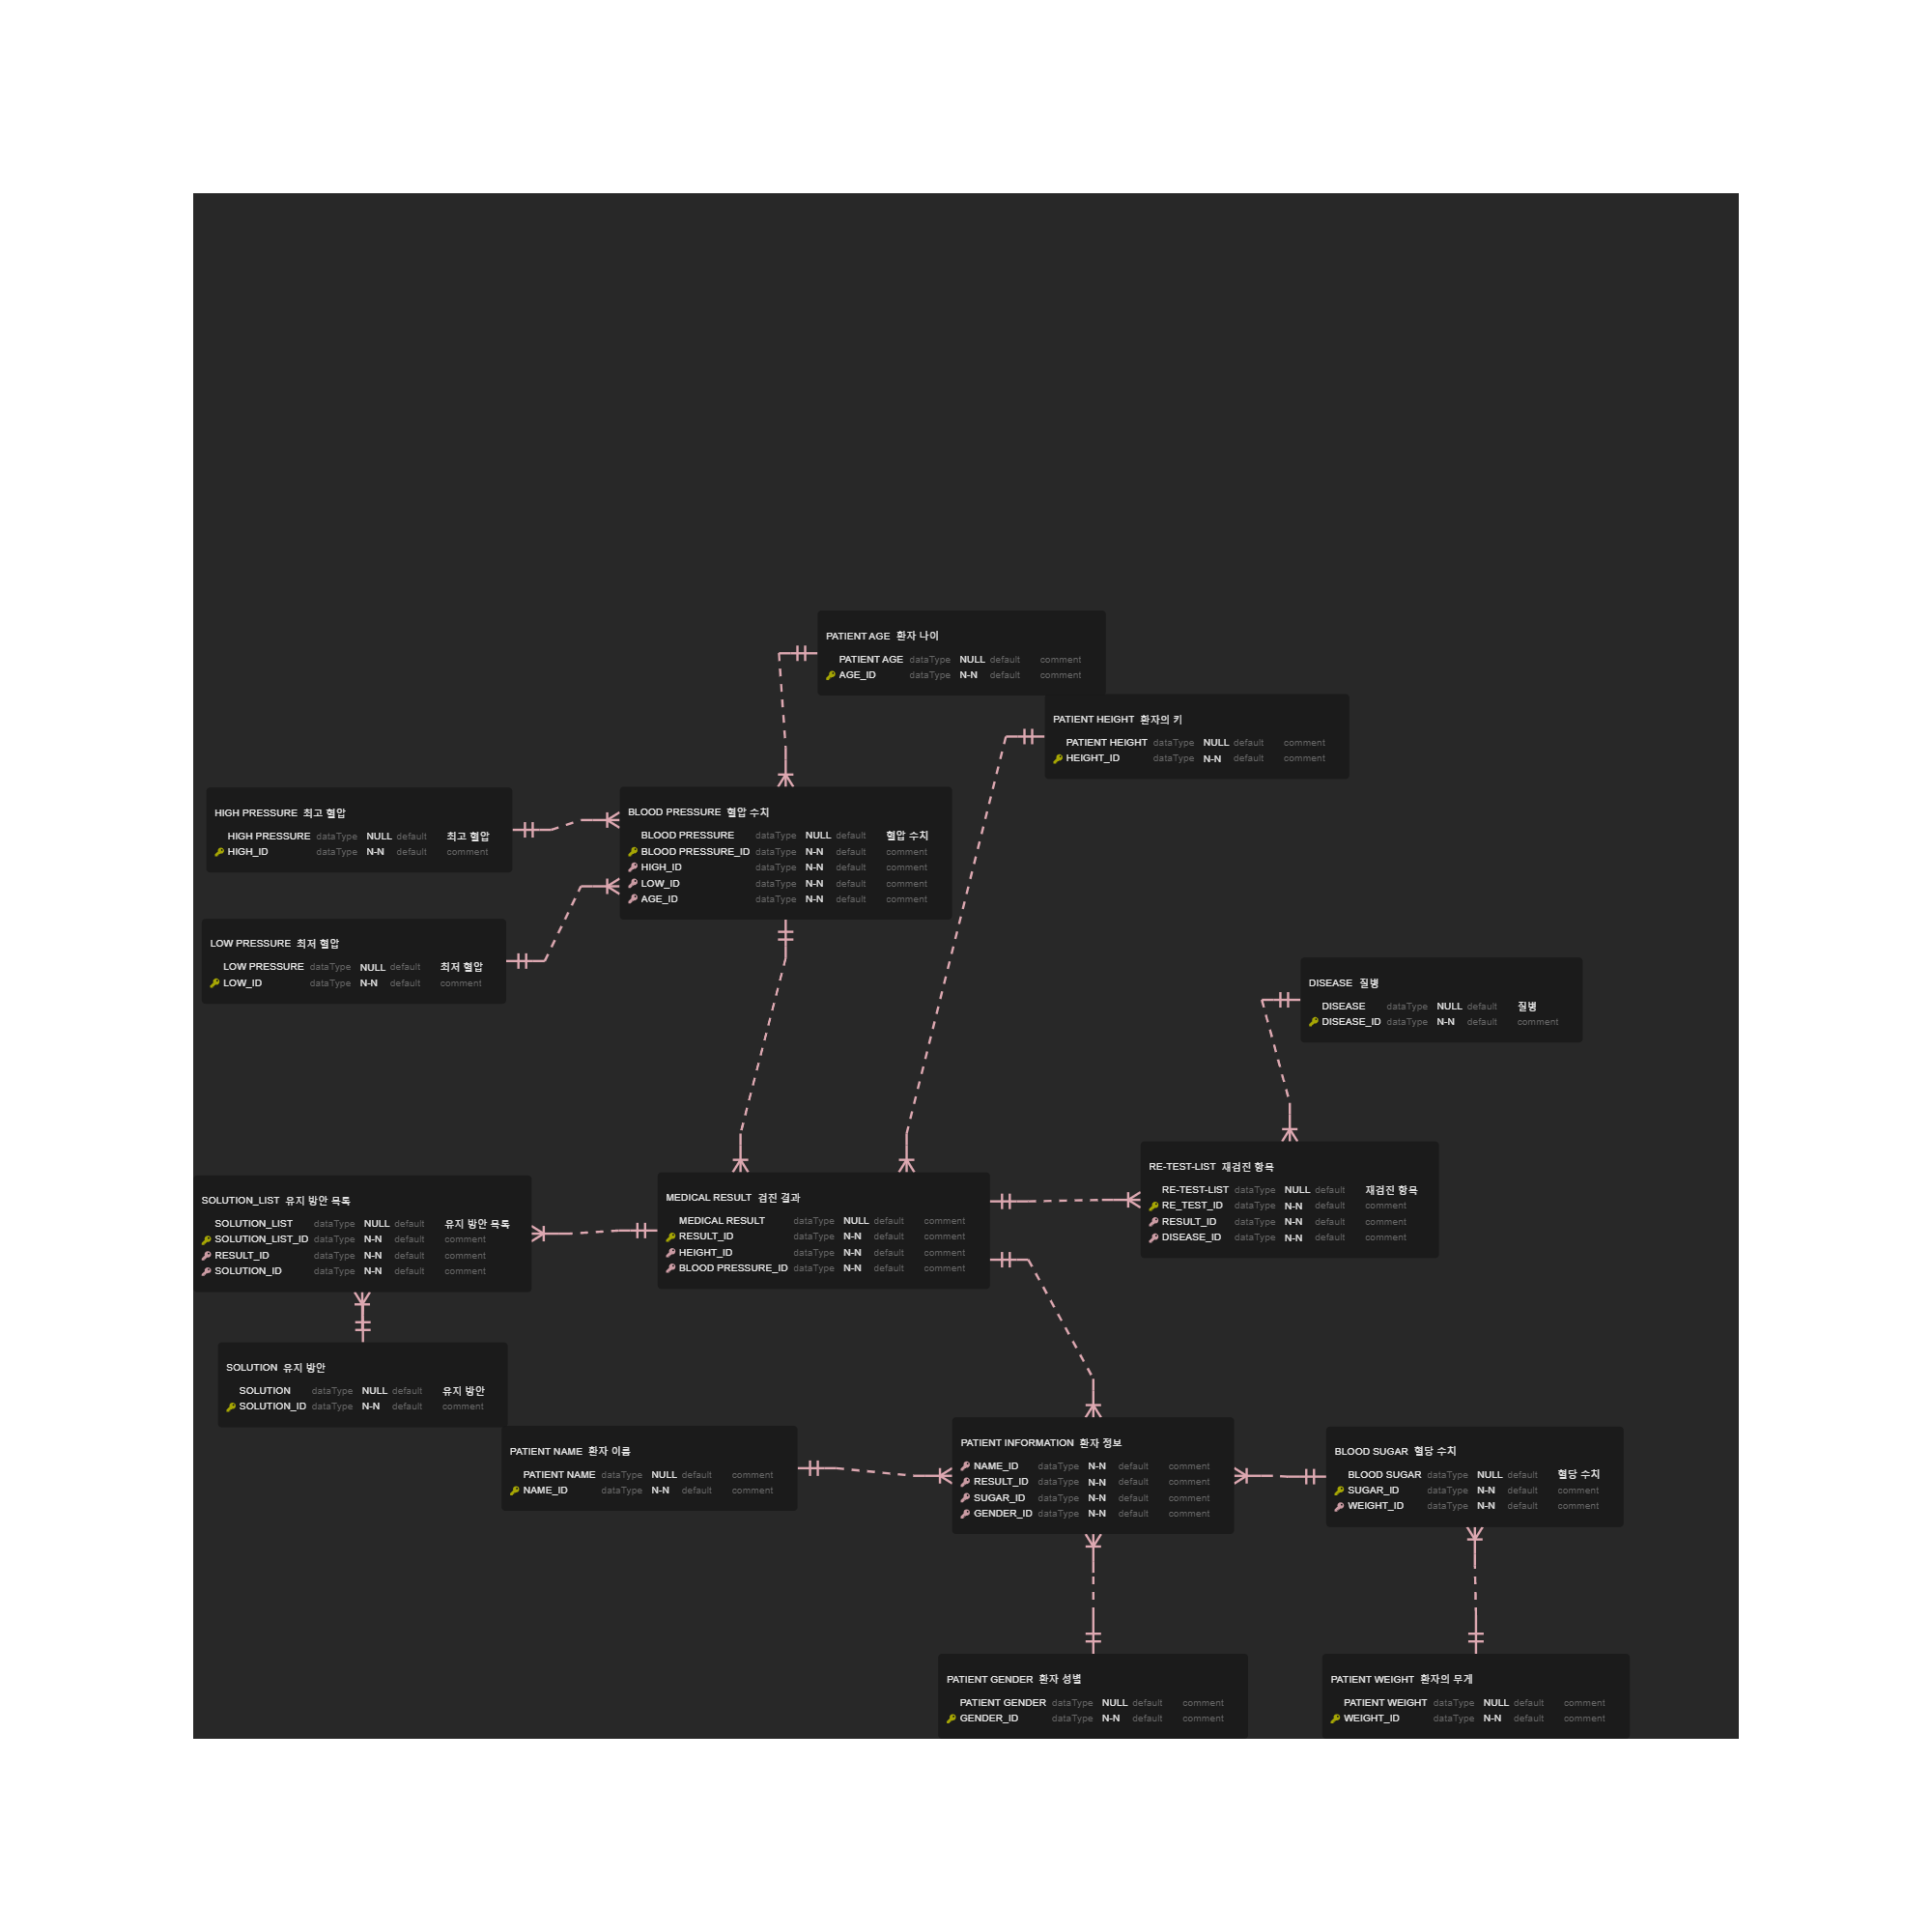 PATIENT AGE 환자 나이
PATIENT AGE dataType NULL default comment
AGE_ID dataType N-N default comment
PATIENT HEIGHT 환자의 키
PATIENT HEIGHT dataType NULL default comment
HEIGHT_ID dataType N-N default comment
HIGH PRESSURE 최고 혈압
HIGH PRESSURE dataType NULL default 최고 혈압
HIGH_ID dataType N-N default comment
BLOOD PRESSURE 혈압 수치
BLOOD PRESSURE dataType NULL default 혈압 수치
BLOOD PRESSURE_ID dataType N-N default comment
HIGH_ID dataType N-N default comment
LOW_ID dataType N-N default comment
AGE_ID dataType N-N default comment
LOW PRESSURE 최저 혈압
LOW PRESSURE dataType NULL default 최저 혈압
LOW_ID dataType N-N default comment
DISEASE 질병
DISEASE dataType NULL default 질병
DISEASE_ID dataType N-N default comment
RE-TEST-LIST 재검진 항목
RE-TEST-LIST dataType NULL default 재검진 항목
RE_TEST_ID dataType N-N default comment
RESULT_ID dataType N-N default comment
DISEASE_ID dataType N-N default comment
SOLUTION_LIST 유지 방안 목록
SOLUTION_LIST dataType NULL default 유지 방안 목록
SOLUTION_LIST_ID dataType N-N default comment
RESULT_ID dataType N-N default comment
SOLUTION_ID dataType N-N default comment
MEDICAL RESULT 검진 결과
MEDICAL RESULT dataType NULL default comment
RESULT_ID dataType N-N default comment
HEIGHT_ID dataType N-N default comment
BLOOD PRESSURE_ID dataType N-N default comment
SOLUTION 유지 방안
SOLUTION dataType NULL default 유지 방안
SOLUTION_ID dataType N-N default comment
PATIENT NAME 환자 이름
PATIENT NAME dataType NULL default comment
NAME_ID dataType N-N default comment
PATIENT INFORMATION 환자 정보
NAME_ID dataType N-N default comment
RESULT_ID dataType N-N default comment
SUGAR_ID dataType N-N default comment
GENDER_ID dataType N-N default comment
BLOOD SUGAR 혈당 수치
BLOOD SUGAR dataType NULL default 혈당 수치
SUGAR_ID dataType N-N default comment
WEIGHT_ID dataType N-N default comment
PATIENT GENDER 환자 성별
PATIENT GENDER dataType NULL default comment
GENDER_ID dataType N-N default comment
PATIENT WEIGHT 환자의 무게
PATIENT WEIGHT dataType NULL default comment
WEIGHT_ID dataType N-N default comment